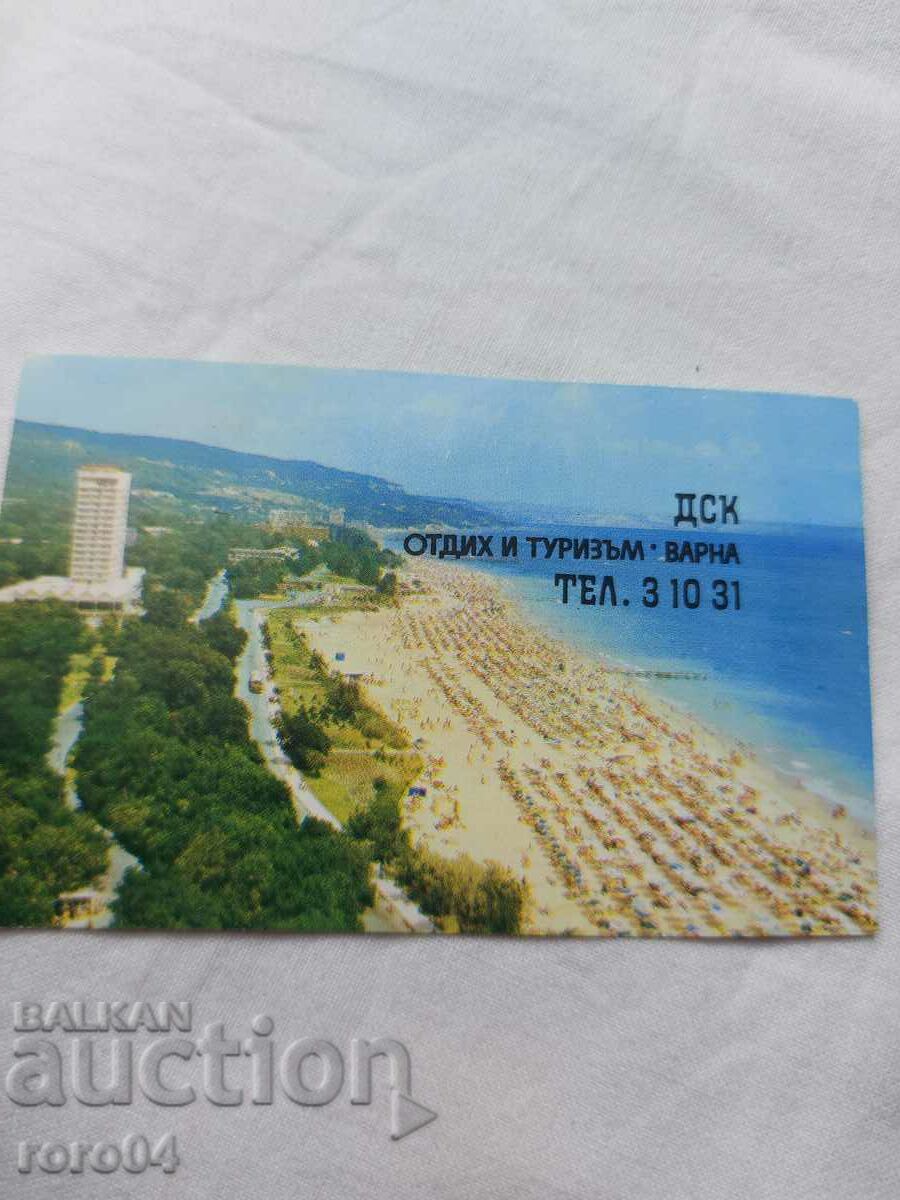 ДСК
ОТДИХ И ТУРИЗЪМ · ВАРНА
ТЕЛ. 3 10 31
BALKAN
auction
roro04